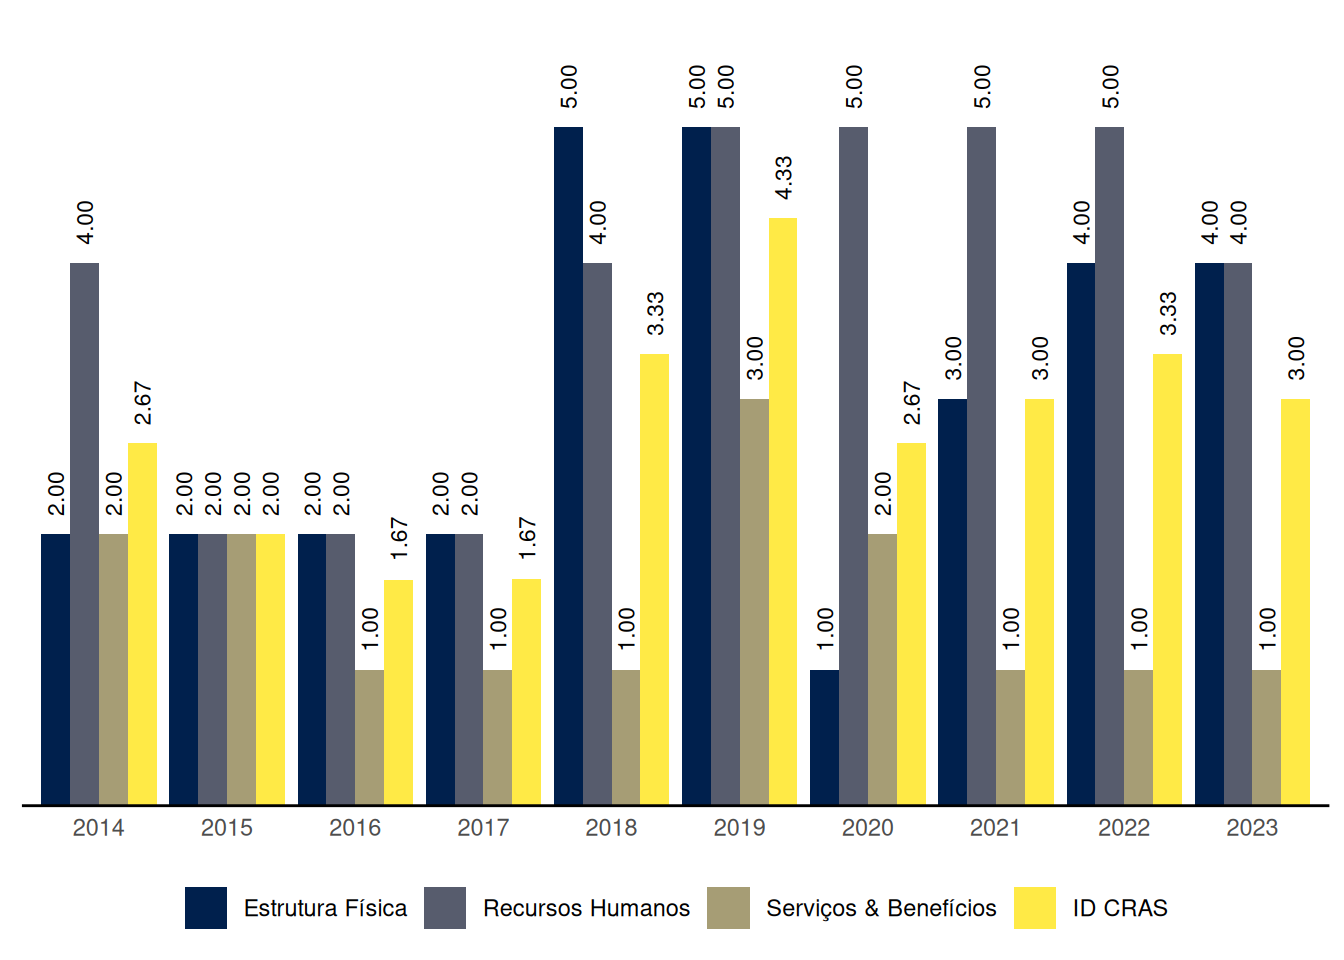 2.00 4.00 2.00 2.67 2.00 2.00 2.00 2.00 2.00 2.00 1.00 1.67 2.00 2.00 1.00 1.67 5.00 4.00 1.00 3.33 5.00 5.00 3.00 4.33 1.00 5.00 2.00 2.67 3.00 5.00 1.00 3.00 4.00 5.00 1.00 3.33 4.00 4.00 1.00 3.00
2014 2015 2016 2017 2018 2019 2020 2021 2022 2023
Estrutura Física Recursos Humanos Serviços & Benefícios ID CRAS